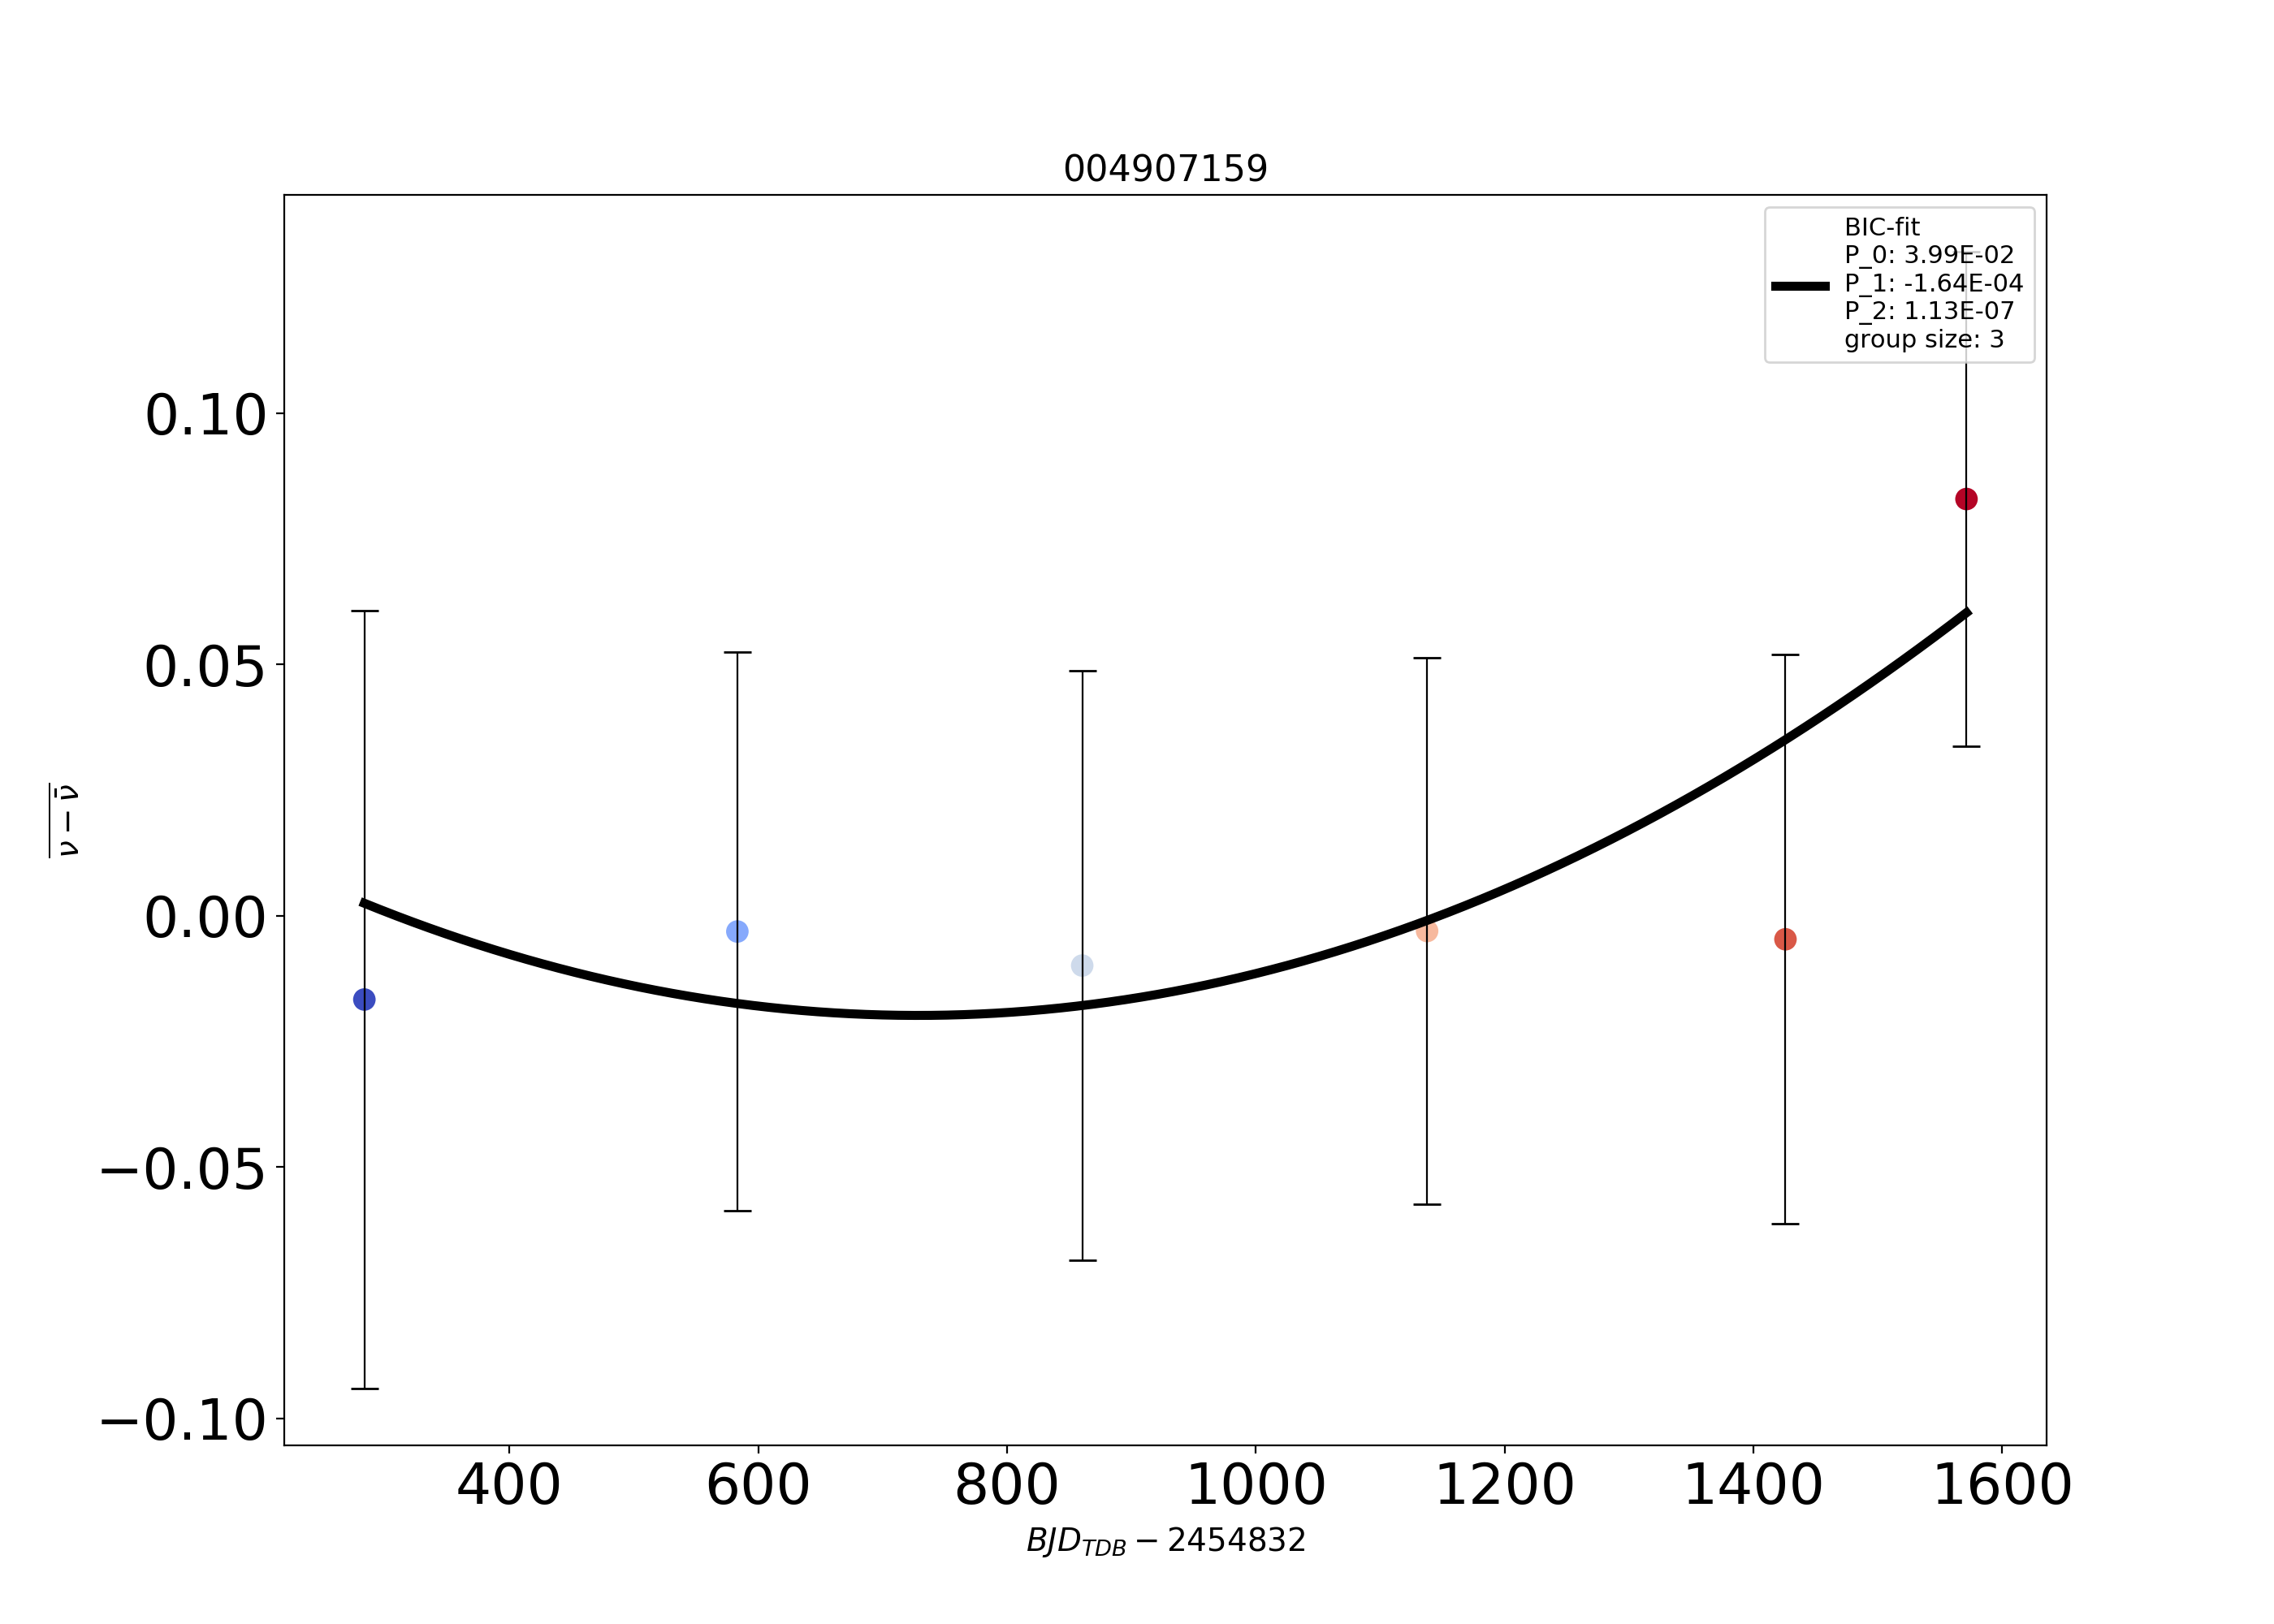 004907159
BIC-fit
P_0: 3.99E-02
P_1: -1.64E-04
P_2: 1.13E-07
group size: 3
0.10
0.05
0.00
−0.05
−0.10
ν − ν̄
400 600 800 1000 1200 1400 1600
BJD_TDB − 2454832